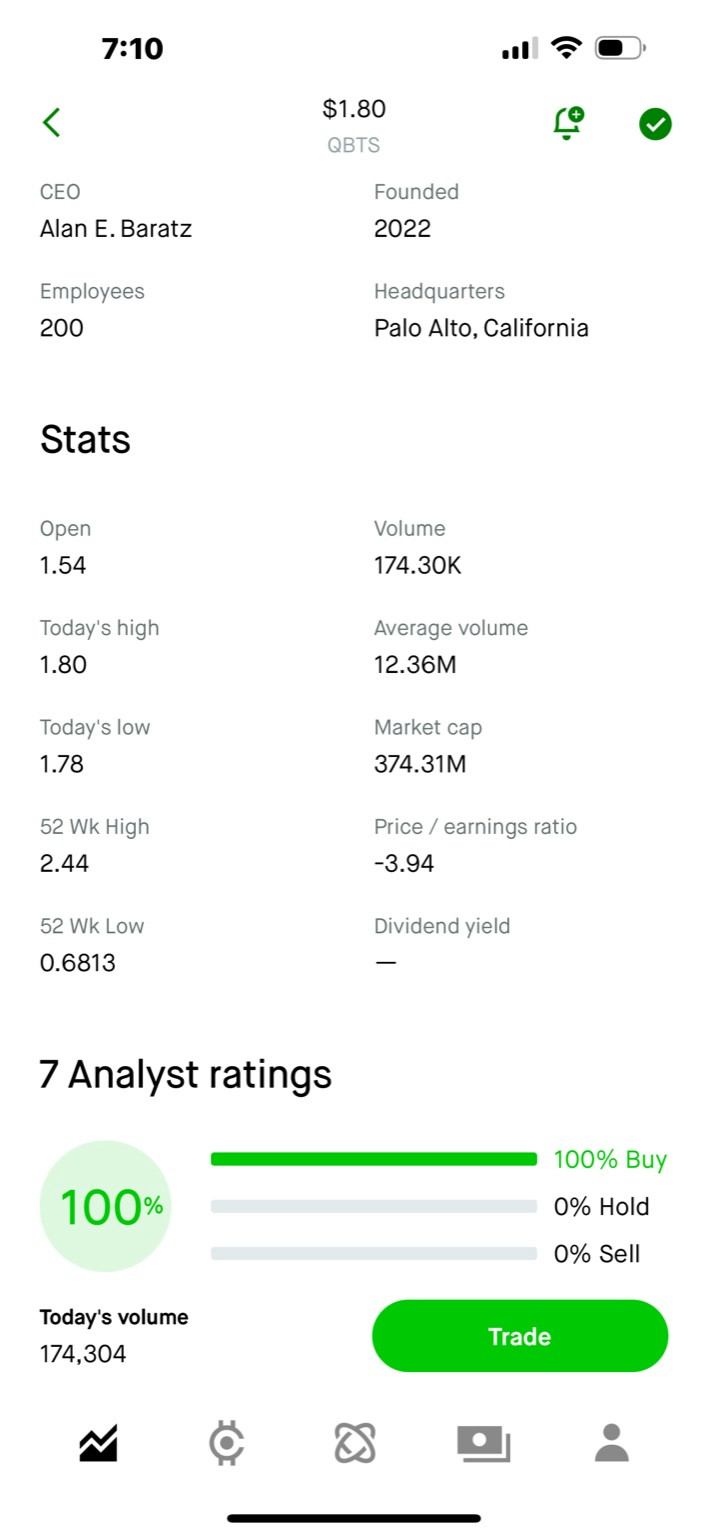 7:10
$1.80
QBTS
CEO
Founded
Alan E. Baratz
2022
Employees
Headquarters
200
Palo Alto, California
Stats
Open
Volume
1.54
174.30K
Today's high
Average volume
1.80
12.36M
Today's low
Market cap
1.78
374.31M
52 Wk High
Price / earnings ratio
2.44
-3.94
52 Wk Low
Dividend yield
0.6813
—
7 Analyst ratings
100%
100% Buy
0% Hold
0% Sell
Today's volume
174,304
Trade